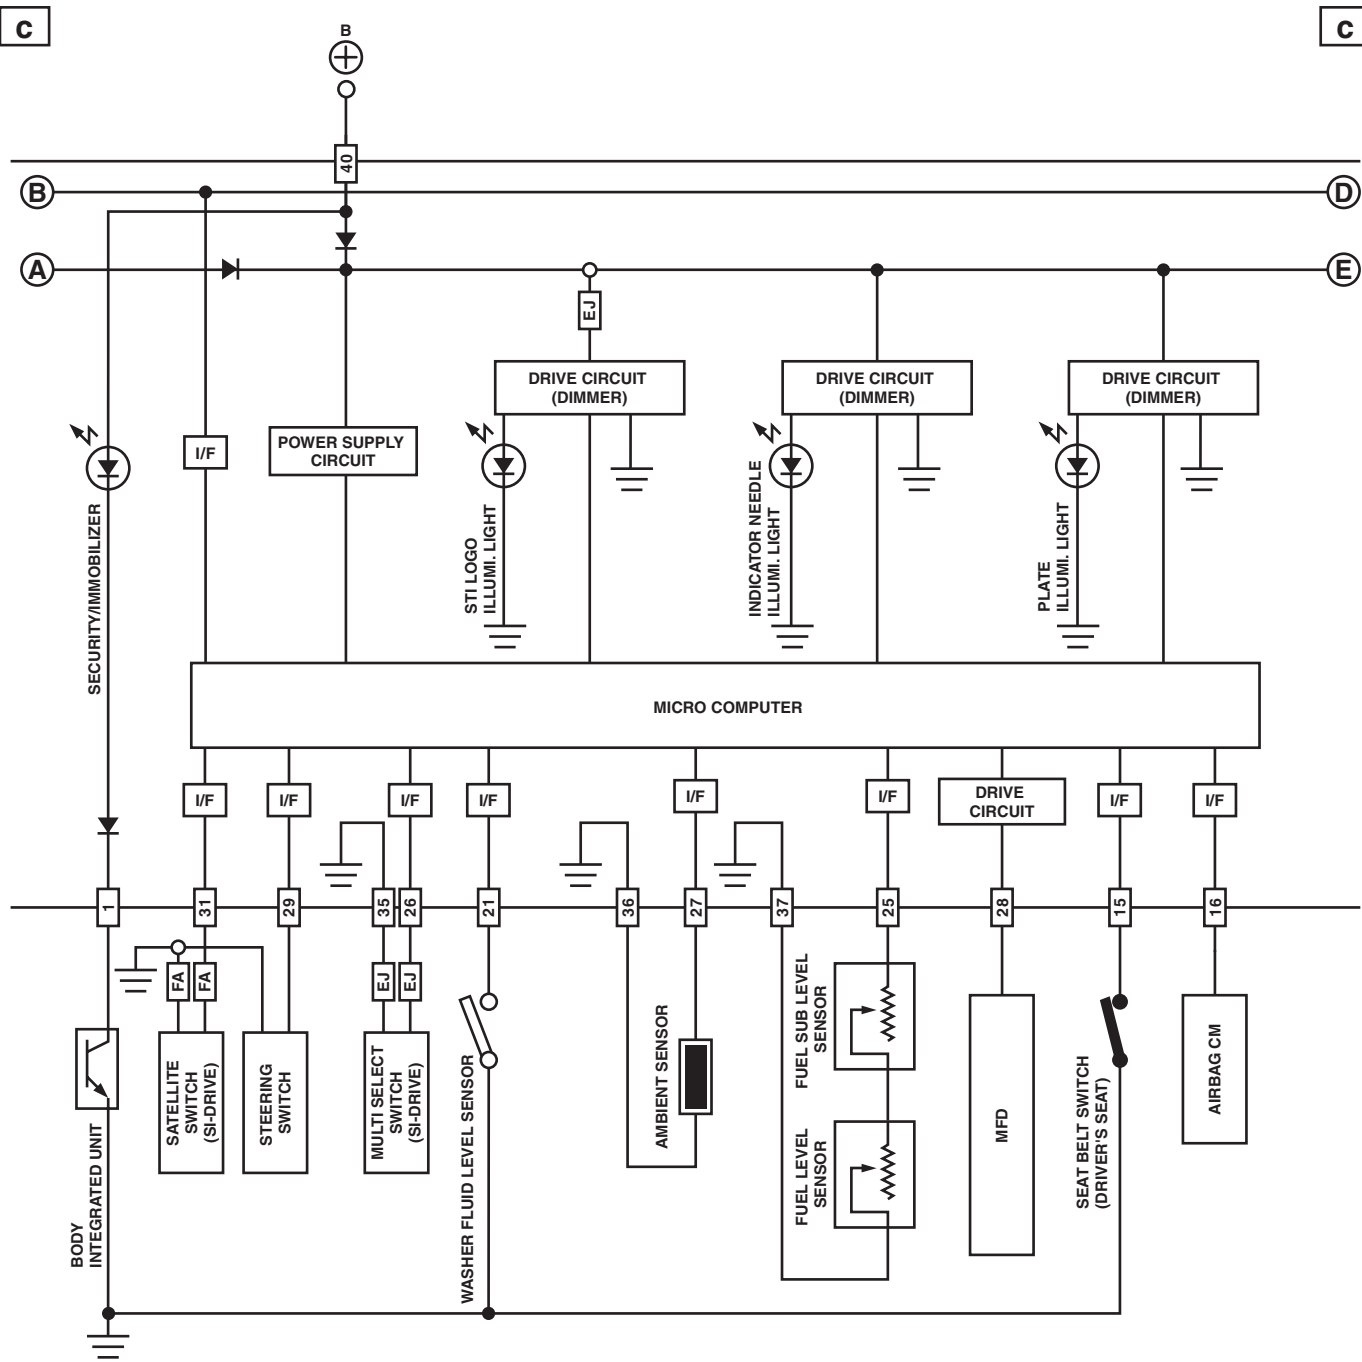 C
C
B
40
B
D
A
E
EJ
DRIVE CIRCUIT
(DIMMER)
DRIVE CIRCUIT
(DIMMER)
DRIVE CIRCUIT
(DIMMER)
I/F
POWER SUPPLY
CIRCUIT
SECURITY/IMMOBILIZER
STI LOGO
ILLUMI. LIGHT
INDICATOR NEEDLE
ILLUMI. LIGHT
PLATE
ILLUMI. LIGHT
MICRO COMPUTER
I/F
I/F
I/F
I/F
I/F
I/F
DRIVE
CIRCUIT
I/F
I/F
1
31
29
35
26
21
36
27
37
25
28
15
16
FA
FA
EJ
EJ
BODY
INTEGRATED UNIT
SATELLITE
SWITCH
(SI-DRIVE)
STEERING
SWITCH
MULTI SELECT
SWITCH
(SI-DRIVE)
WASHER FLUID LEVEL SENSOR
AMBIENT SENSOR
FUEL SUB LEVEL
SENSOR
FUEL LEVEL
SENSOR
MFD
SEAT BELT SWITCH
(DRIVER'S SEAT)
AIRBAG CM